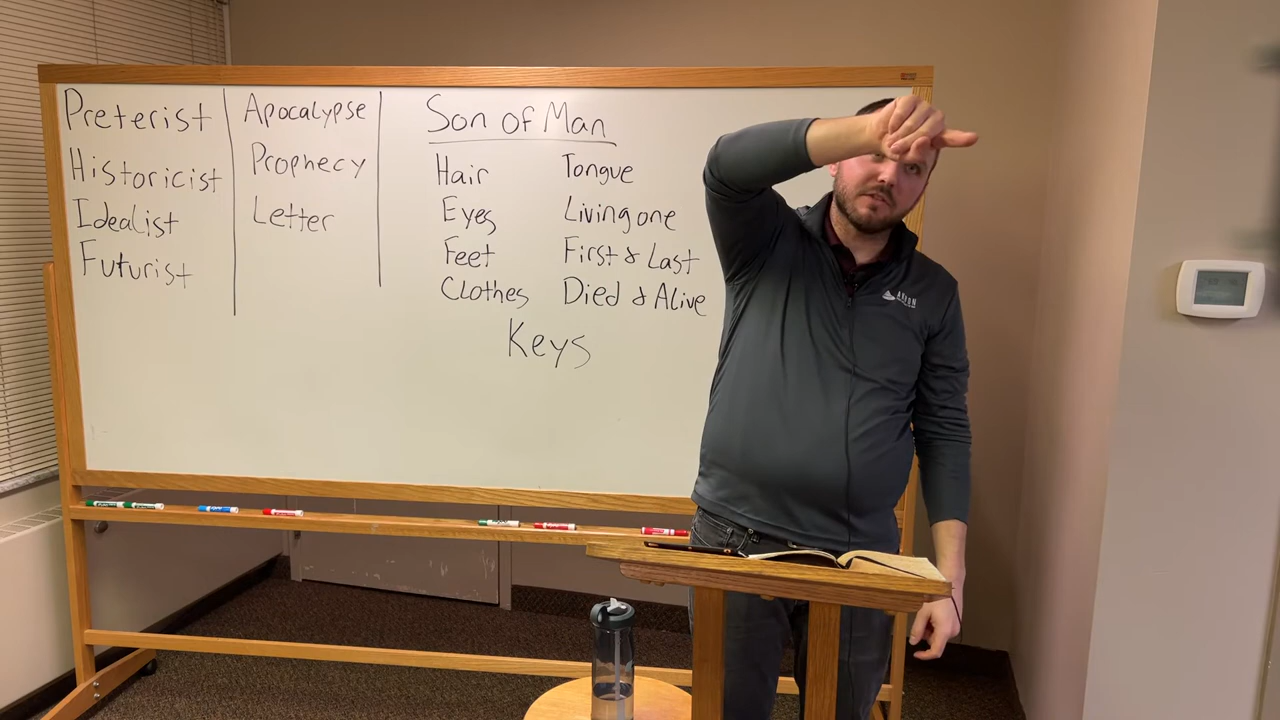 Preterist
Historicist
Idealist
Futurist
Apocalypse
Prophecy
Letter
Son of Man
Hair
Eyes
Feet
Clothes
Tongue
Living one
First & Last
Died & Alive
Keys